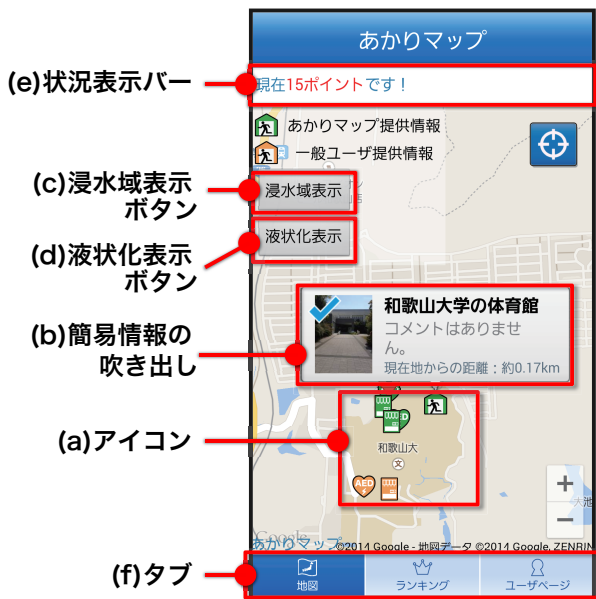 あかりマップ
(e)状況表示バー
現在15ポイントです！
あかりマップ提供情報
一般ユーザ提供情報
(c)浸水域表示
ボタン
浸水域表示
(d)液状化表示
ボタン
液状化表示
(b)簡易情報の
吹き出し
和歌山大学の体育館
コメントはありませ
ん。
現在地からの距離：約0.17km
(a)アイコン
和歌山大
文
AED
+
−
大池
Google
あかりマップ
©2014 Google - 地図データ ©2014 Google, ZENRIN
(f)タブ
地図
ランキング
ユーザページ